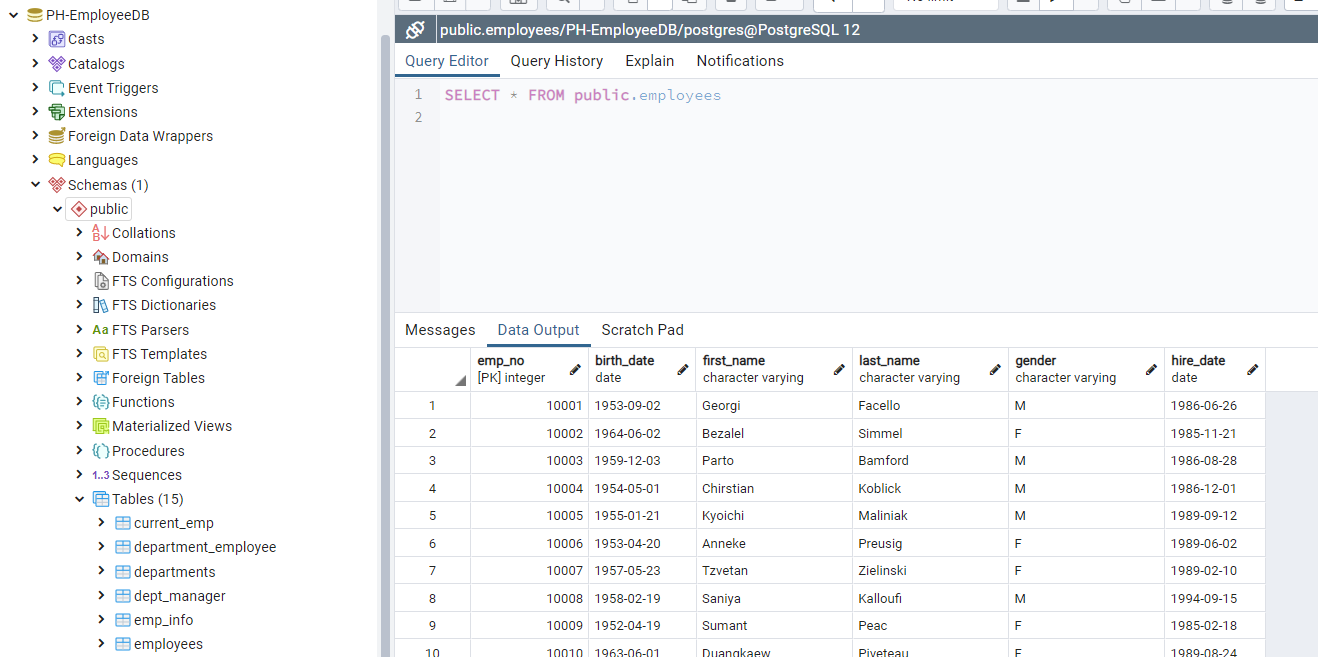 PH-EmployeeDB
Casts
Catalogs
Event Triggers
Extensions
Foreign Data Wrappers
Languages
Schemas (1)
public
Collations
Domains
FTS Configurations
FTS Dictionaries
Aa FTS Parsers
FTS Templates
Foreign Tables
Functions
Materialized Views
Procedures
1..3 Sequences
Tables (15)
current_emp
department_employee
departments
dept_manager
emp_info
employees
public.employees/PH-EmployeeDB/postgres@PostgreSQL 12
Query Editor Query History Explain Notifications
1 SELECT * FROM public.employees
2
Messages Data Output Scratch Pad
emp_no birth_date first_name last_name gender hire_date
[PK] integer date character varying character varying character varying date
1 10001 1953-09-02 Georgi Facello M 1986-06-26
2 10002 1964-06-02 Bezalel Simmel F 1985-11-21
3 10003 1959-12-03 Parto Bamford M 1986-08-28
4 10004 1954-05-01 Chirstian Koblick M 1986-12-01
5 10005 1955-01-21 Kyoichi Maliniak M 1989-09-12
6 10006 1953-04-20 Anneke Preusig F 1989-06-02
7 10007 1957-05-23 Tzvetan Zielinski F 1989-02-10
8 10008 1958-02-19 Saniya Kalloufi M 1994-09-15
9 10009 1952-04-19 Sumant Peac F 1985-02-18
10 10010 1963-06-01 Duangkaew Piveteau F 1989-08-24